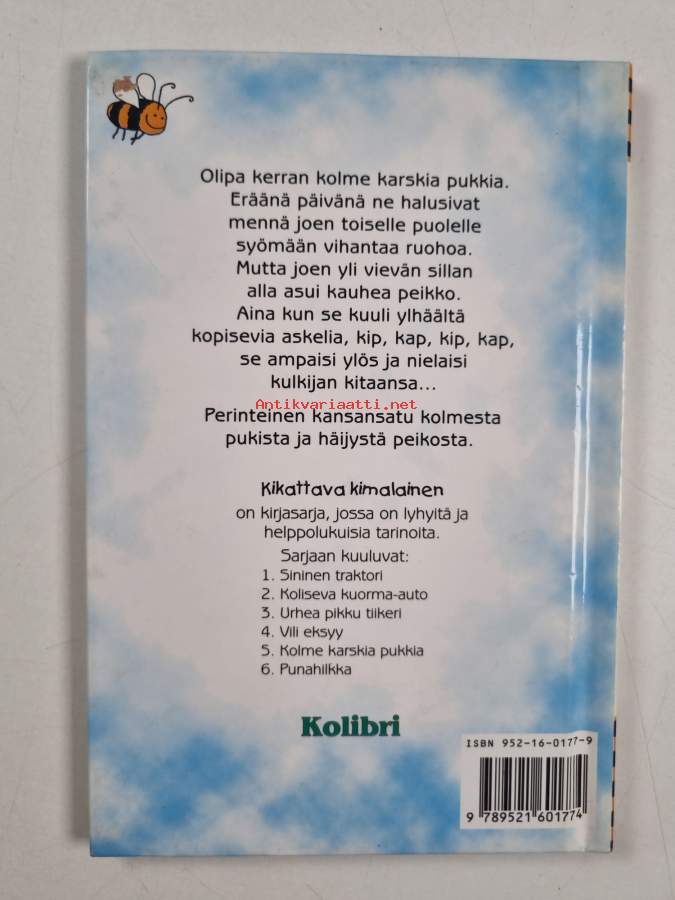 Olipa kerran kolme karskia pukkia.
Eräänä päivänä ne halusivat
mennä joen toiselle puolelle
syömään vihantaa ruohoa.
Mutta joen yli vievän sillan
alla asui kauhea peikko.
Aina kun se kuuli ylhäältä
kopisevia askelia, kip, kap, kip, kap,
se ampaisi ylös ja nielaisi
kulkijan kitaansa...
Antikvariaatti.net
Perinteinen kansansatu kolmesta
pukista ja häijystä peikosta.
Kikattava kimalainen
on kirjasarja, jossa on lyhyitä ja
helppolukuisia tarinoita.
Sarjaan kuuluvat:
1. Sininen traktori
2. Koliseva kuorma-auto
3. Urhea pikku tiikeri
4. Vili eksyy
5. Kolme karskia pukkia
6. Punahilkka
Kolibri
ISBN 952-16-0177-9
9 789521 601774